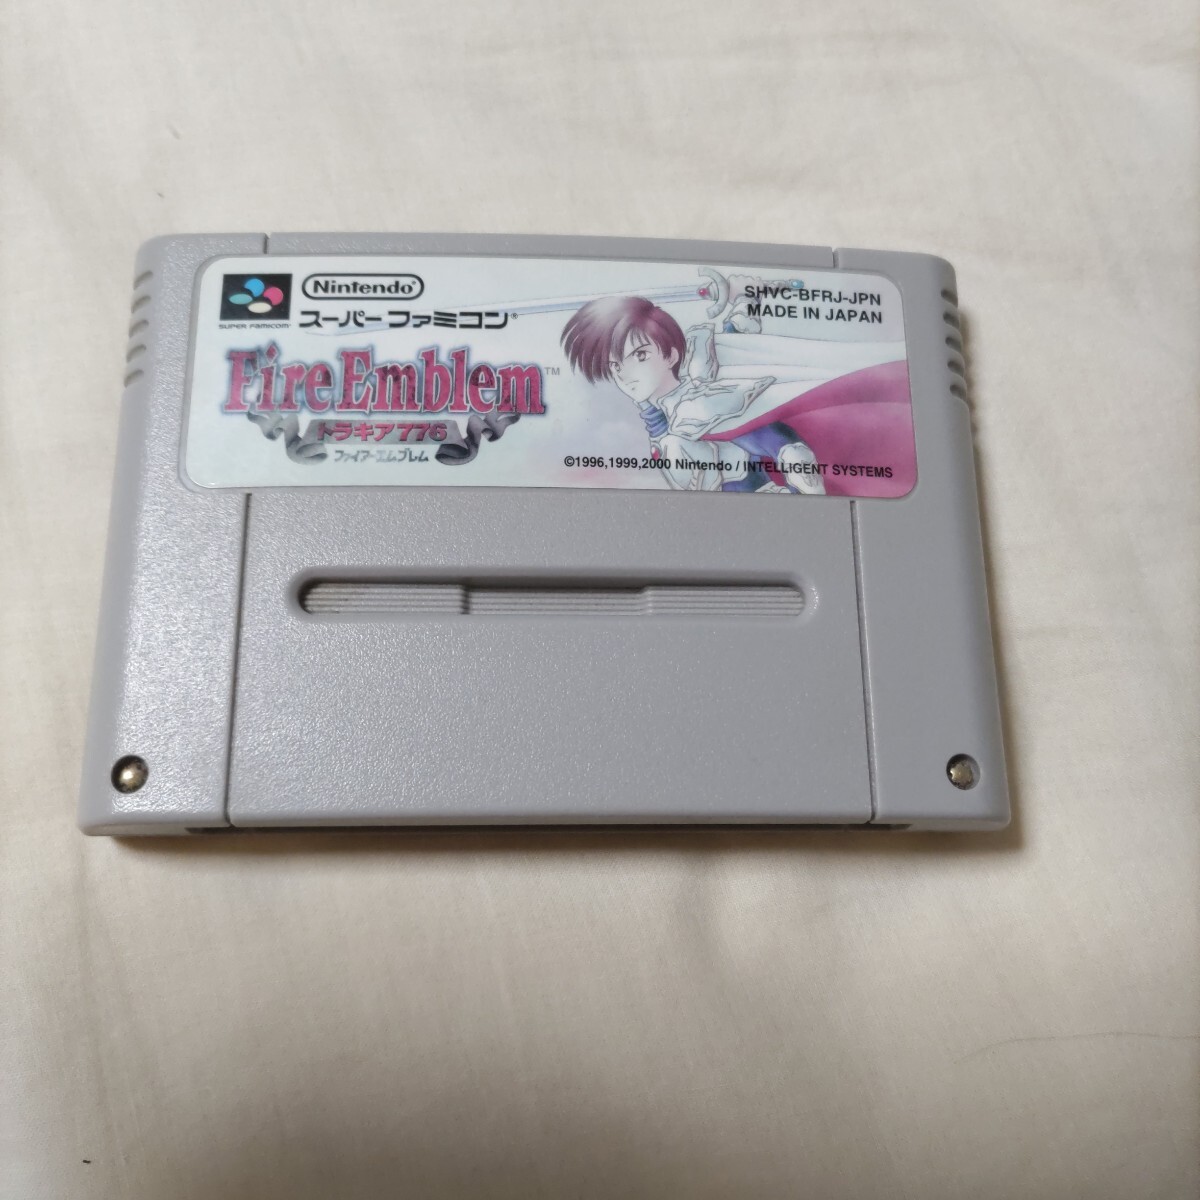 Nintendo
SUPER FAMICOM
スーパーファミコン®
SHVC-BFRJ-JPN
MADE IN JAPAN
Fire Emblem™
トラキア776
ファイアーエムブレム
©1996,1999,2000 Nintendo / INTELLIGENT SYSTEMS